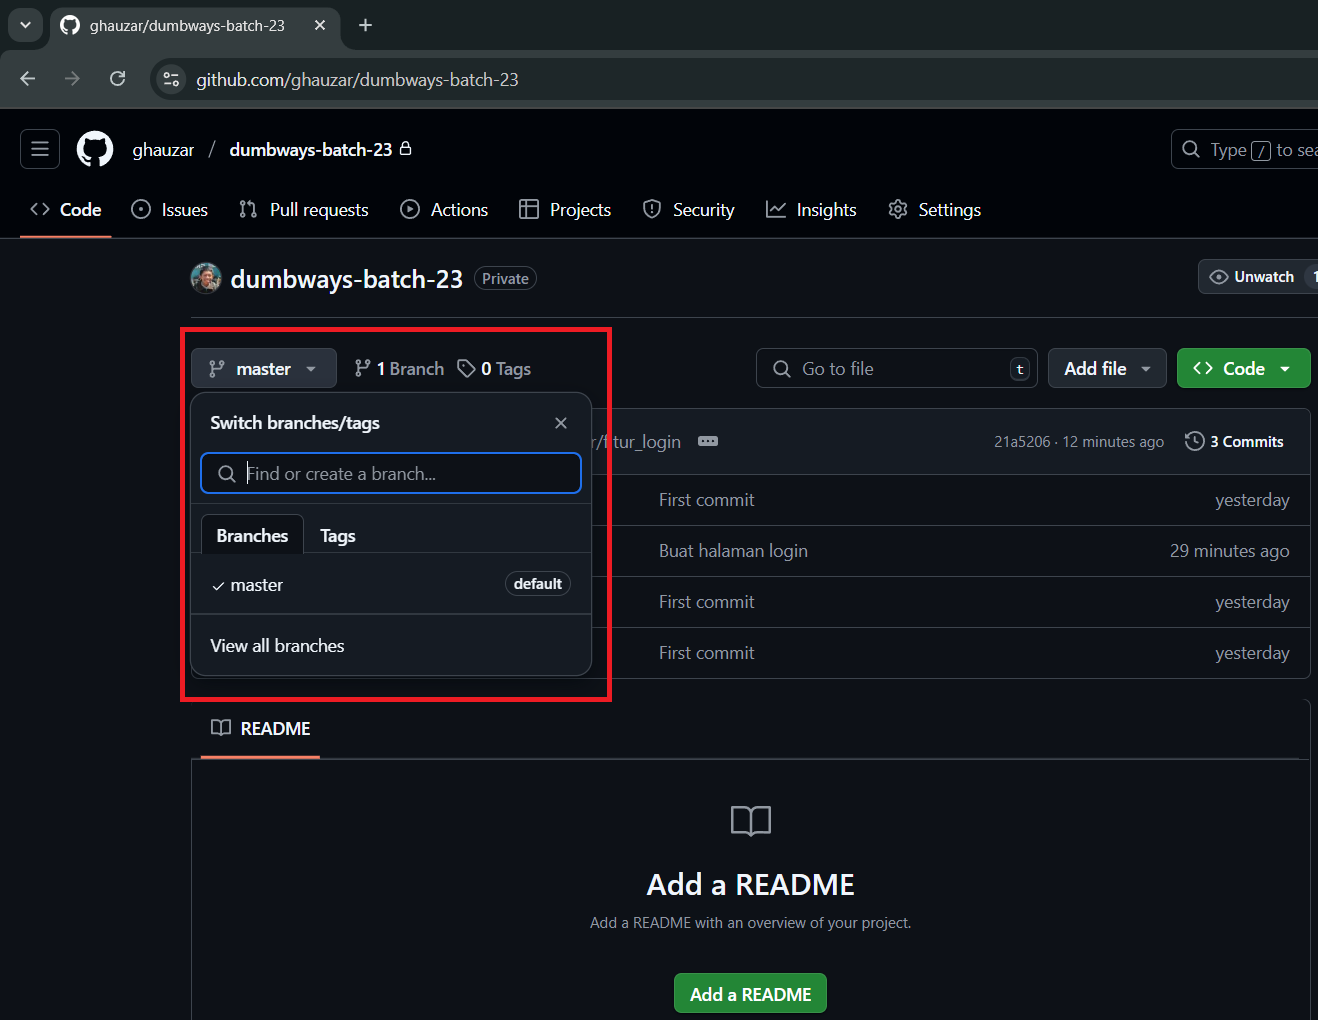 ghauzar/dumbways-batch-23
github.com/ghauzar/dumbways-batch-23
ghauzar / dumbways-batch-23
Type / to sea
Code Issues Pull requests Actions Projects Security Insights Settings
dumbways-batch-23 Private
Unwatch 1
master 1 Branch 0 Tags
Go to file t
Add file
Code
Switch branches/tags
r/fitur_login 21a5206 · 12 minutes ago 3 Commits
Find or create a branch...
First commit yesterday
Branches Tags
Buat halaman login 29 minutes ago
master default
First commit yesterday
View all branches
First commit yesterday
README
Add a README
Add a README with an overview of your project.
Add a README